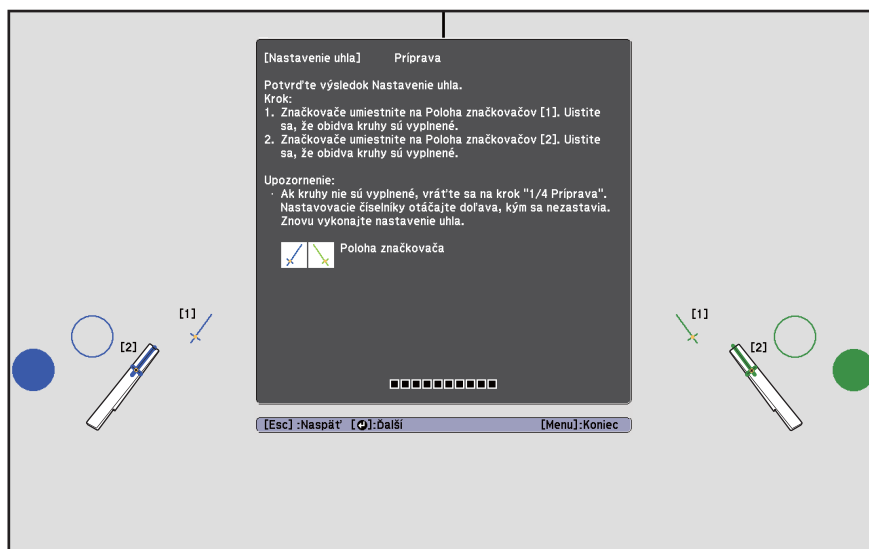 [Nastavenie uhla] Príprava
Potvrďte výsledok Nastavenie uhla.
Krok:
1. Značkovače umiestnite na Poloha značkovačov [1]. Uistite
sa, že obidva kruhy sú vyplnené.
2. Značkovače umiestnite na Poloha značkovačov [2]. Uistite
sa, že obidva kruhy sú vyplnené.
Upozornenie:
· Ak kruhy nie sú vyplnené, vráťte sa na krok "1/4 Príprava".
Nastavovacie číselníky otáčajte doľava, kým sa nezastavia.
Znovu vykonajte nastavenie uhla.
Poloha značkovača
[1]
[2]
[1]
[2]
[Esc] :Naspäť [⏎]:Ďalší [Menu]:Koniec